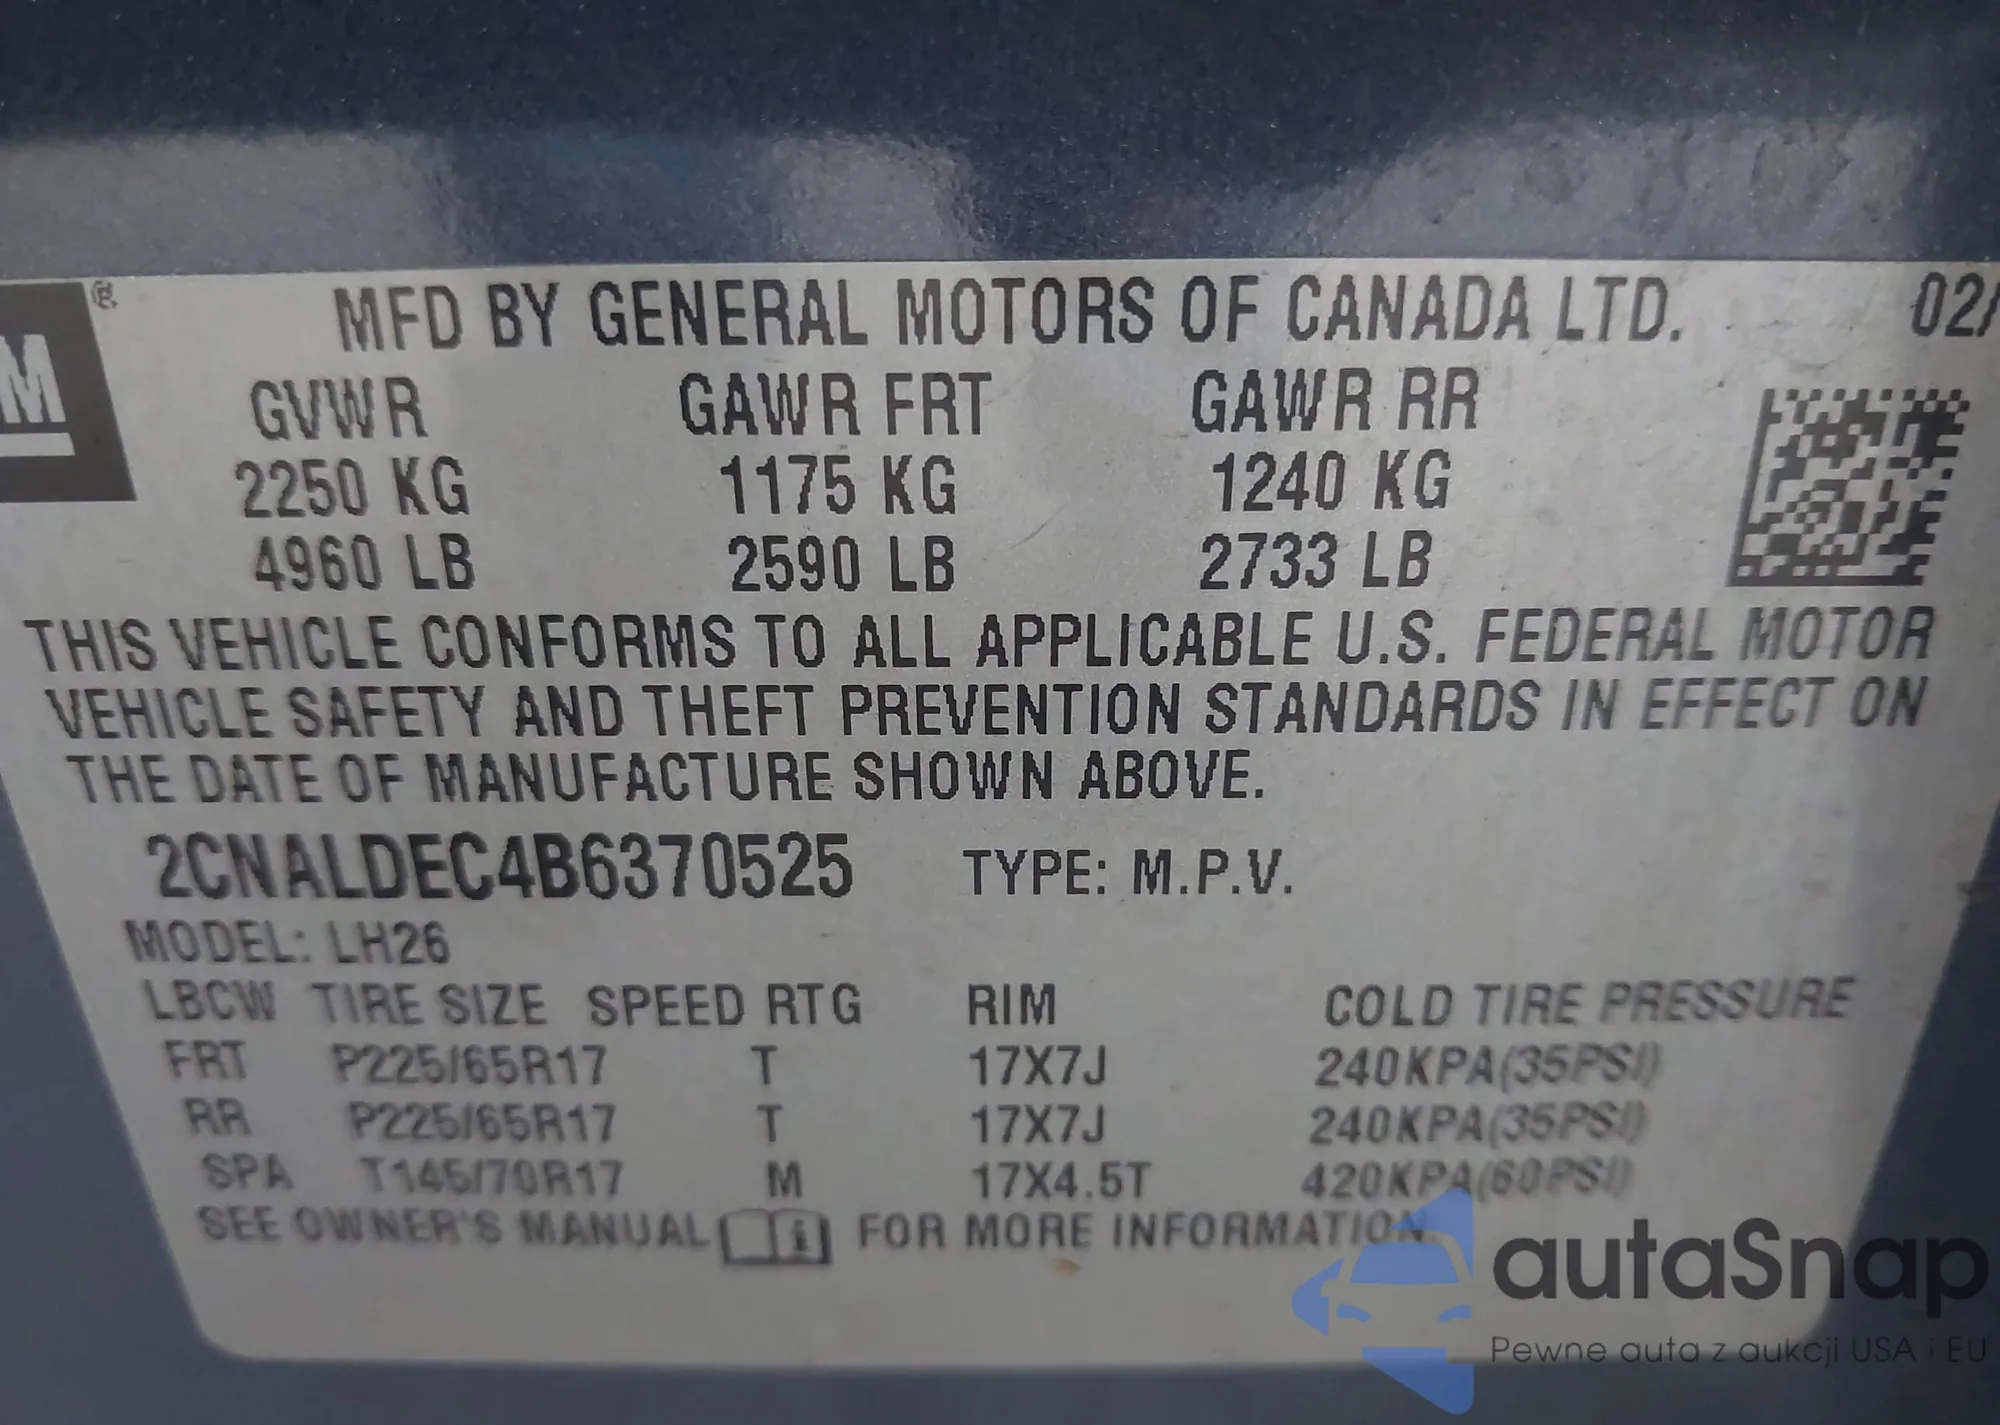 M ®
MFD BY GENERAL MOTORS OF CANADA LTD. 02/
GVWR GAWR FRT GAWR RR
2250 KG 1175 KG 1240 KG
4960 LB 2590 LB 2733 LB
THIS VEHICLE CONFORMS TO ALL APPLICABLE U.S. FEDERAL MOTOR
VEHICLE SAFETY AND THEFT PREVENTION STANDARDS IN EFFECT ON
THE DATE OF MANUFACTURE SHOWN ABOVE.
2CNALDEC4B6370525 TYPE: M.P.V.
MODEL: LH26
LBCW TIRE SIZE SPEED RTG RIM COLD TIRE PRESSURE
FRT P225/65R17 T 17X7J 240KPA(35PSI)
RR P225/65R17 T 17X7J 240KPA(35PSI)
SPA T145/70R17 M 17X4.5T 420KPA(60PSI)
SEE OWNER'S MANUAL i FOR MORE INFORMATION.
autaSnap
Pewne auta z aukcji USA i EU